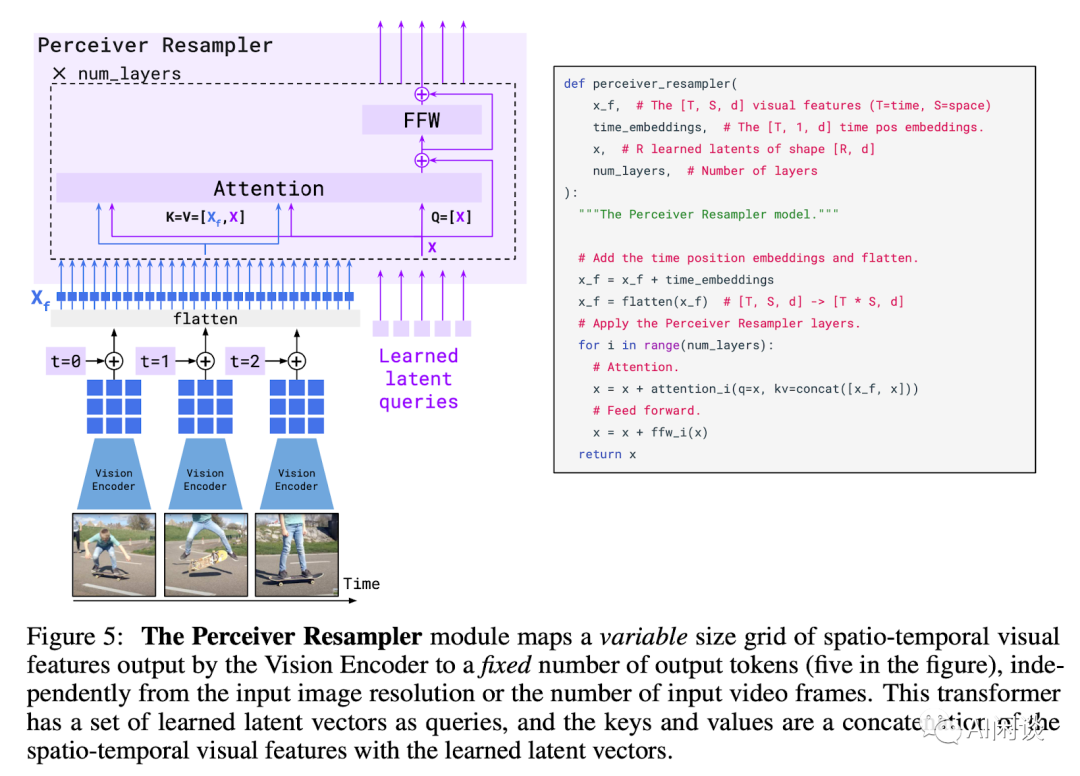 Perceiver Resampler
× num_layers
FFW
Attention
K=V=[Xf,X]
Q=[X]
X
Xf
flatten
t=0
t=1
t=2
Learned
latent
queries
Vision
Encoder
Vision
Encoder
Vision
Encoder
Time
def perceiver_resampler(
x_f,  # The [T, S, d] visual features (T=time, S=space)
time_embeddings,  # The [T, 1, d] time pos embeddings.
x,  # R learned latents of shape [R, d]
num_layers,  # Number of layers
):
"""The Perceiver Resampler model."""
# Add the time position embeddings and flatten.
x_f = x_f + time_embeddings
x_f = flatten(x_f)  # [T, S, d] -> [T * S, d]
# Apply the Perceiver Resampler layers.
for i in range(num_layers):
# Attention.
x = x + attention_i(q=x, kv=concat([x_f, x]))
# Feed forward.
x = x + ffw_i(x)
return x
Figure 5: The Perceiver Resampler module maps a variable size grid of spatio-temporal visual
features output by the Vision Encoder to a fixed number of output tokens (five in the figure), inde-
pendently from the input image resolution or the number of input video frames. This transformer
has a set of learned latent vectors as queries, and the keys and values are a concatenation of the
spatio-temporal visual features with the learned latent vectors.
AI闲谈